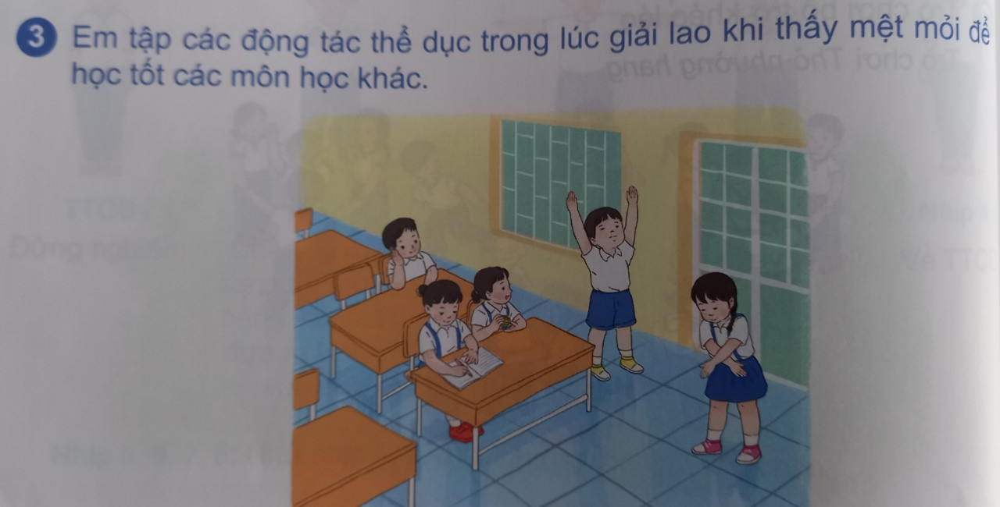 3 Em tập các động tác thể dục trong lúc giải lao khi thấy mệt mỏi để
học tốt các môn học khác.